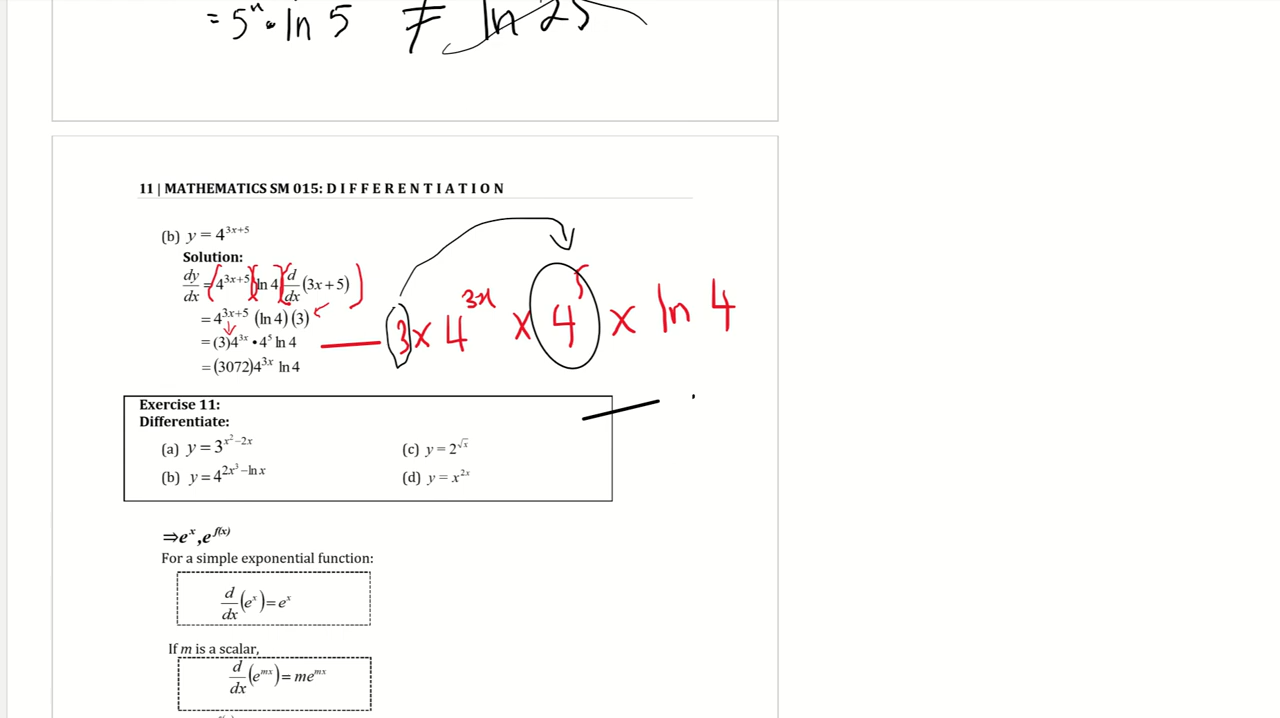 = 5ˣ · ln 5 ≠ ln 25
11 | MATHEMATICS SM 015: D I F F E R E N T I A T I O N
(b) y = 4^(3x+5)
Solution:
dy/dx = (4^(3x+5))(ln 4)(d/dx (3x + 5))
= 4^(3x+5) (ln 4)(3)
= (3)4^(3x) • 4^5 ln 4
3 x 4^(3x) x 4^5 x ln 4
= (3072)4^(3x) ln 4
Exercise 11:
Differentiate:
(a) y = 3^(x²−2x)
(c) y = 2^√x
(b) y = 4^(2x³−ln x)
(d) y = x^(2x)
⇒e^x, e^f(x)
For a simple exponential function:
d/dx (e^x) = e^x
If m is a scalar,
d/dx (e^(mx)) = me^(mx)